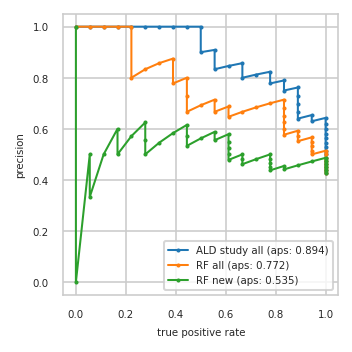 precision
1.0
0.8
0.6
0.4
0.2
0.0
ALD study all (aps: 0.894)
RF all (aps: 0.772)
RF new (aps: 0.535)
0.0 0.2 0.4 0.6 0.8 1.0
true positive rate